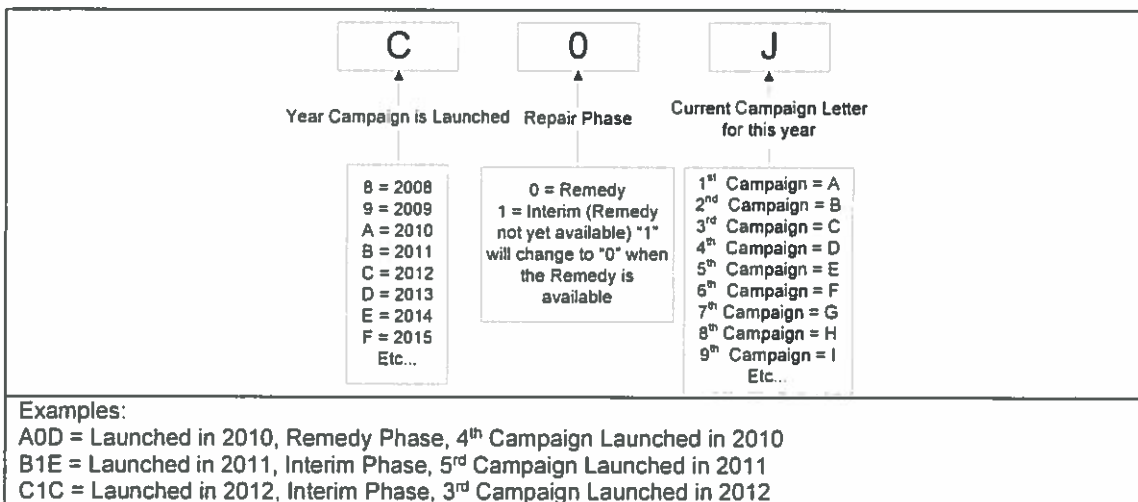 C 0 J
Year Campaign is Launched Repair Phase Current Campaign Letter
for this year
8 = 2008
9 = 2009
A = 2010
B = 2011
C = 2012
D = 2013
E = 2014
F = 2015
Etc...
0 = Remedy
1 = Interim (Remedy
not yet available) "1"
will change to "0" when
the Remedy is
available
1st Campaign = A
2nd Campaign = B
3rd Campaign = C
4th Campaign = D
5th Campaign = E
6th Campaign = F
7th Campaign = G
8th Campaign = H
9th Campaign = I
Etc...
Examples:
A0D = Launched in 2010, Remedy Phase, 4th Campaign Launched in 2010
B1E = Launched in 2011, Interim Phase, 5rd Campaign Launched in 2011
C1C = Launched in 2012, Interim Phase, 3rd Campaign Launched in 2012